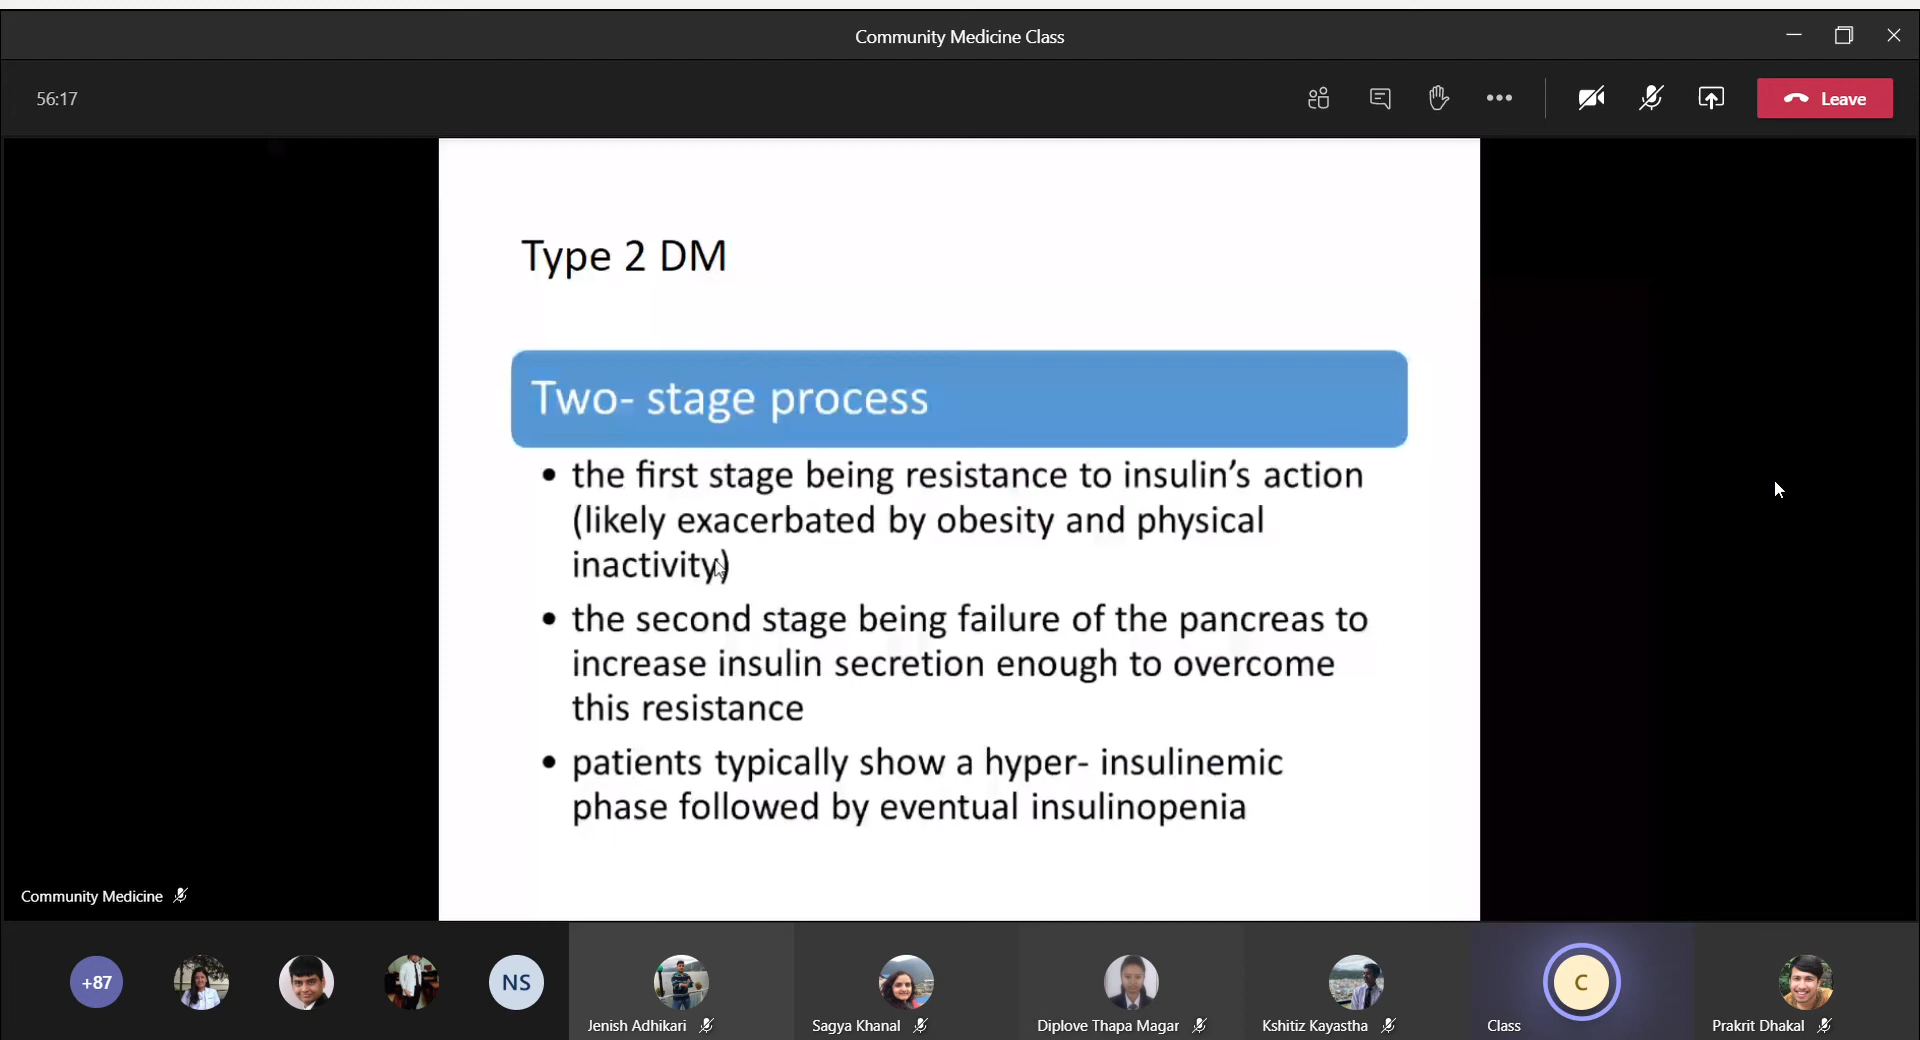 Community Medicine Class
56:17
Leave
Type 2 DM
Two- stage process
• the first stage being resistance to insulin’s action
(likely exacerbated by obesity and physical
inactivity)
• the second stage being failure of the pancreas to
increase insulin secretion enough to overcome
this resistance
• patients typically show a hyper- insulinemic
phase followed by eventual insulinopenia
Community Medicine
+87
NS
C
Jenish Adhikari
Sagya Khanal
Diplove Thapa Magar
Kshitiz Kayastha
Class
Prakrit Dhakal